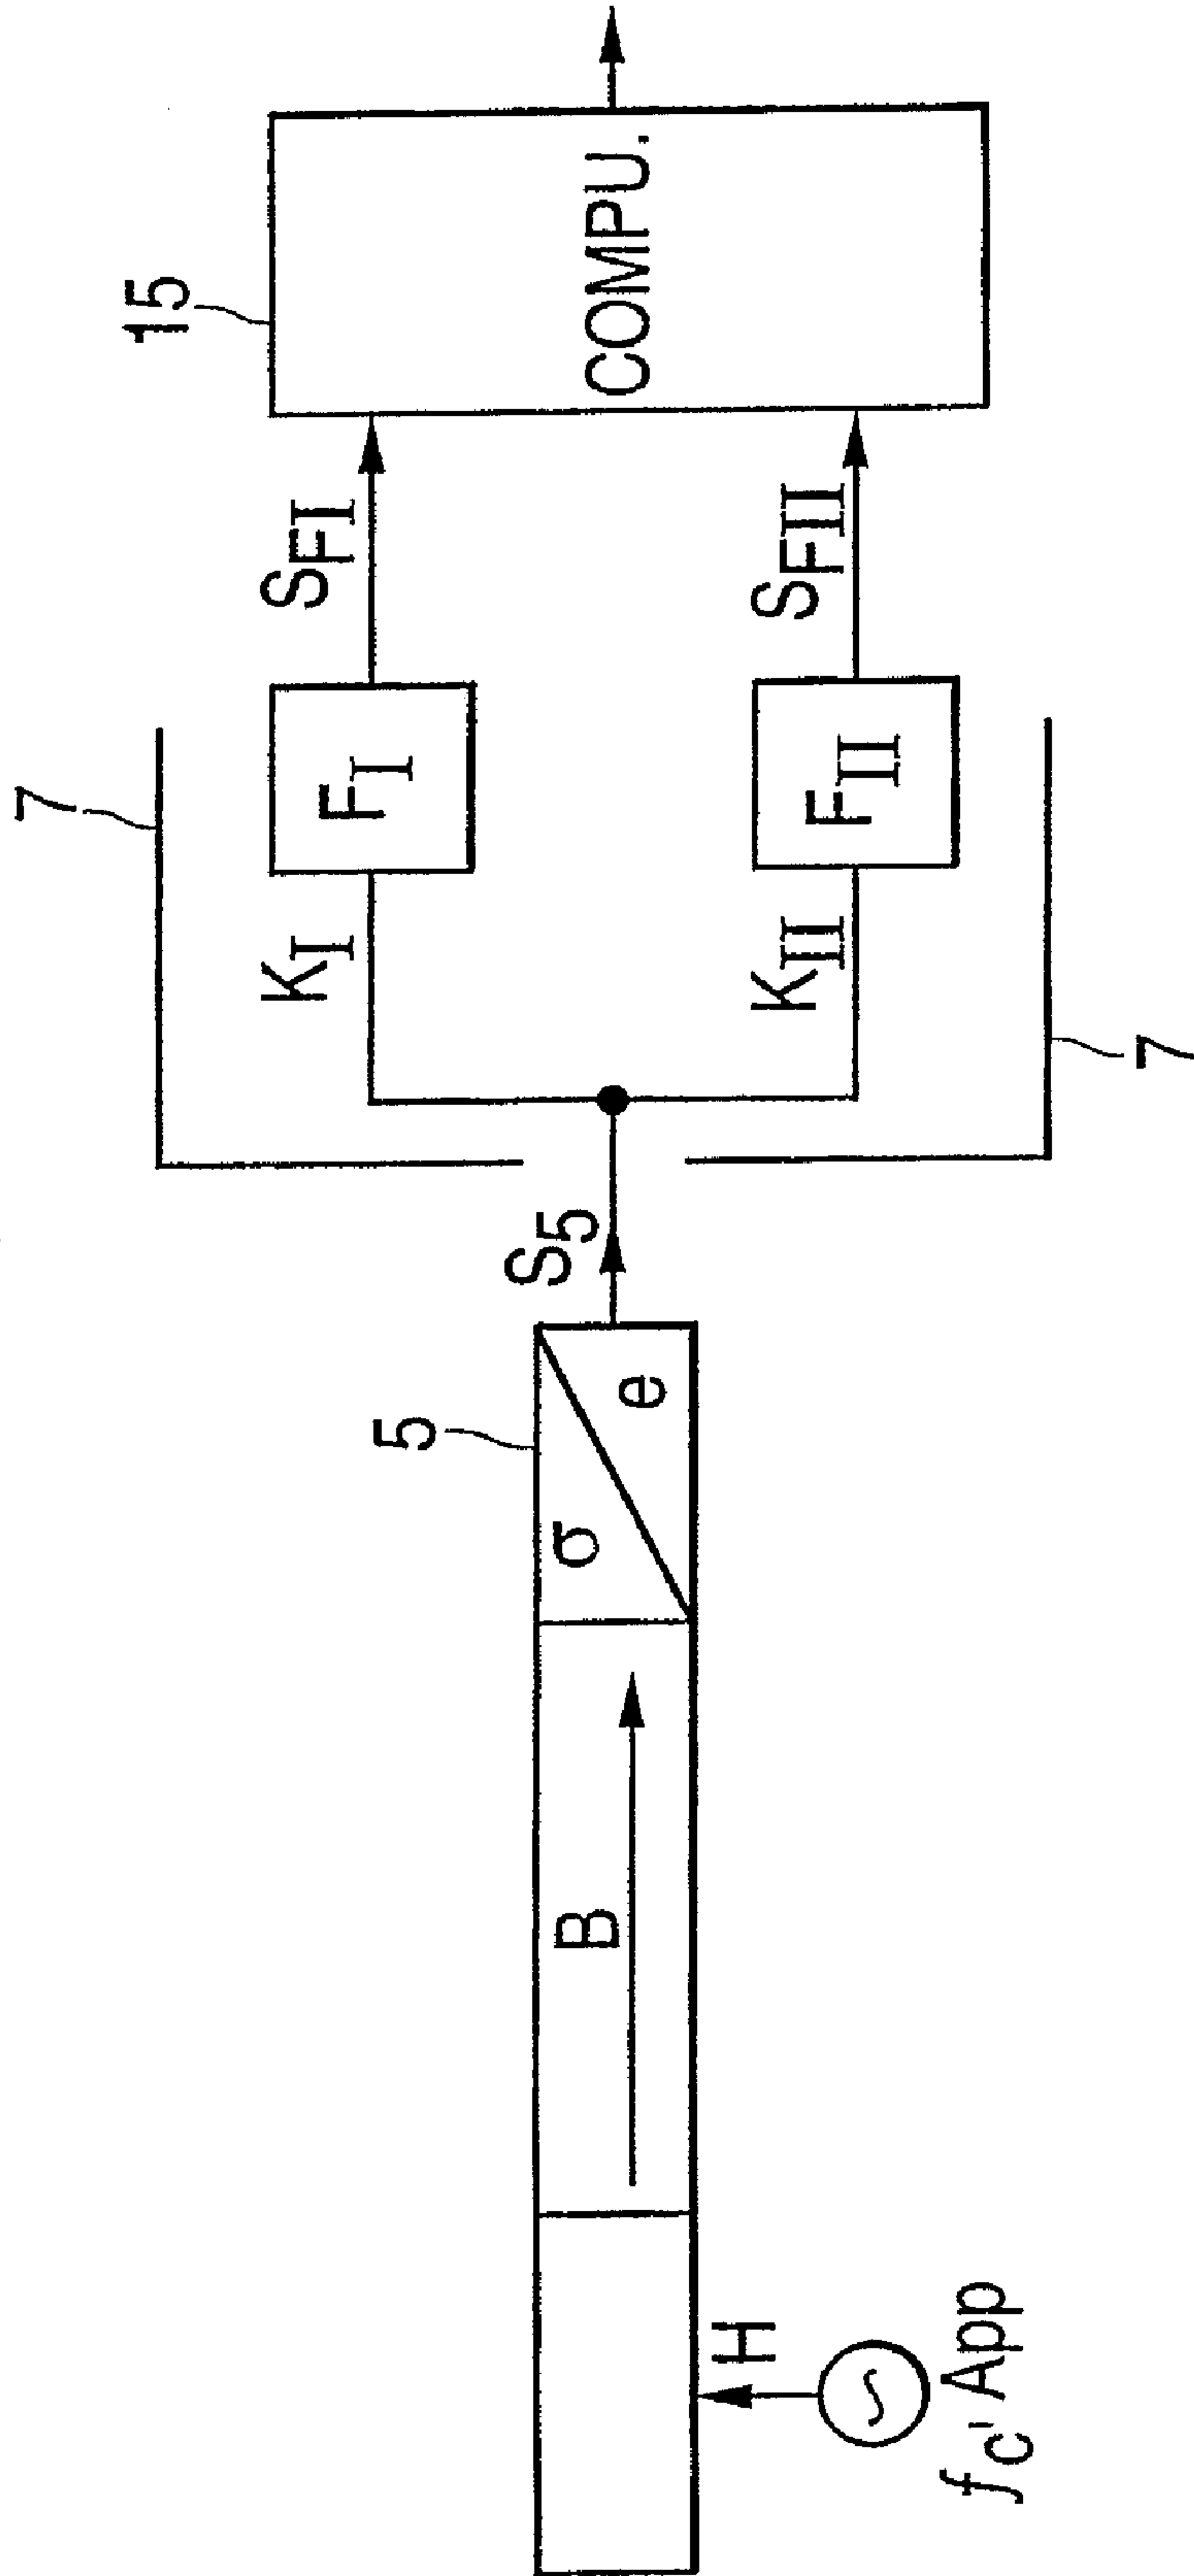 15
COMPU.
7
S_FI
S_FII
F_I
F_II
K_I
K_II
7
S_5
5
σ
e
B
H
∿
f_c' App